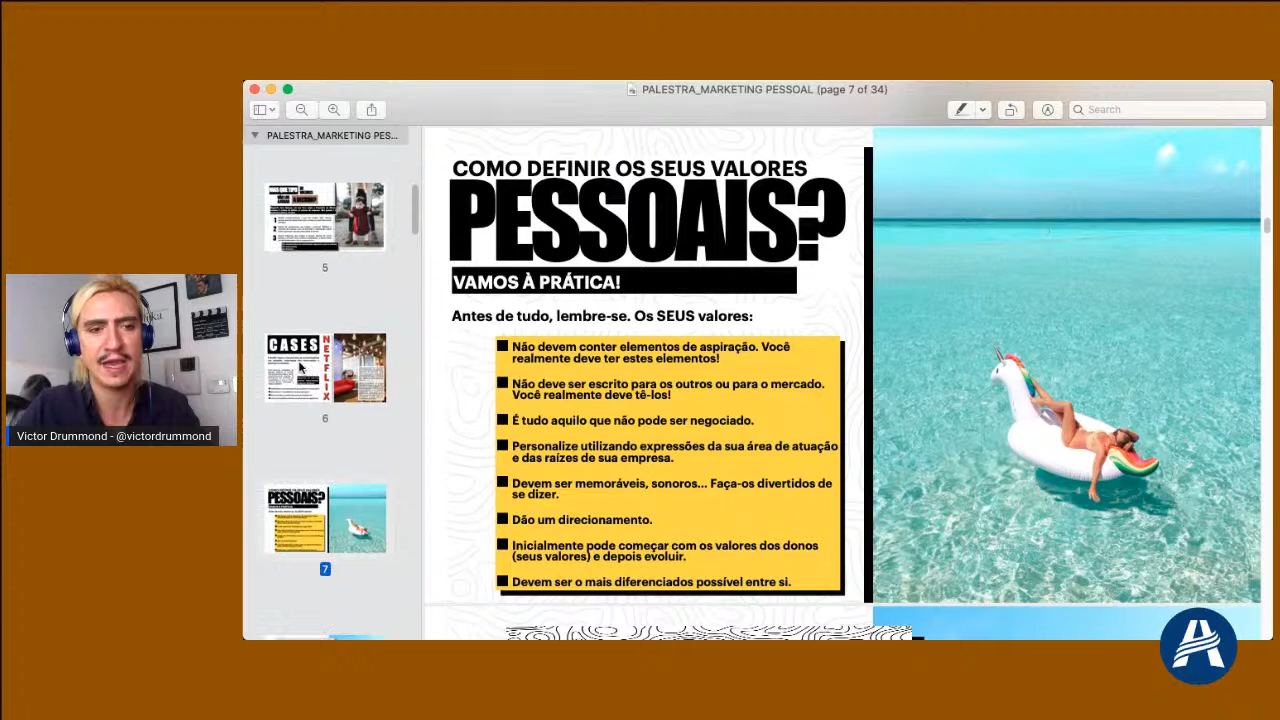 PALESTRA_MARKETING PESSOAL (page 7 of 34)
Search
PALESTRA_MARKETING PES...
5
CASES
NETFLIX
6
PESSOAIS?
7
COMO DEFINIR OS SEUS VALORES
PESSOAIS?
VAMOS À PRÁTICA!
Antes de tudo, lembre-se. Os SEUS valores:
Não devem conter elementos de aspiração. Você
realmente deve ter estes elementos!
Não deve ser escrito para os outros ou para o mercado.
Você realmente deve tê-los!
É tudo aquilo que não pode ser negociado.
Personalize utilizando expressões da sua área de atuação
e das raízes de sua empresa.
Devem ser memoráveis, sonoros... Faça-os divertidos de
se dizer.
Dão um direcionamento.
Inicialmente pode começar com os valores dos donos
(seus valores) e depois evoluir.
Devem ser o mais diferenciados possível entre si.
Victor Drummond - @victordrummond